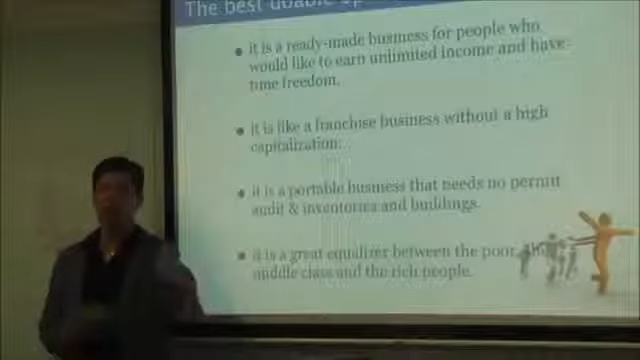 The best doable
it is a ready-made business for people who
would like to earn unlimited income and have
time freedom.
it is like a franchise business without a high
capitalization.
it is a portable business that needs no permit
audit & inventories and buildings.
it is a great equalizer between the poor, the
middle class and the rich people.